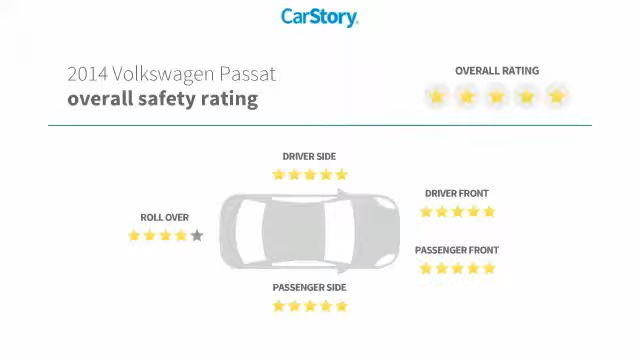 CarStory.
2014 Volkswagen Passat
overall safety rating
OVERALL RATING
DRIVER SIDE
DRIVER FRONT
ROLL OVER
PASSENGER FRONT
PASSENGER SIDE